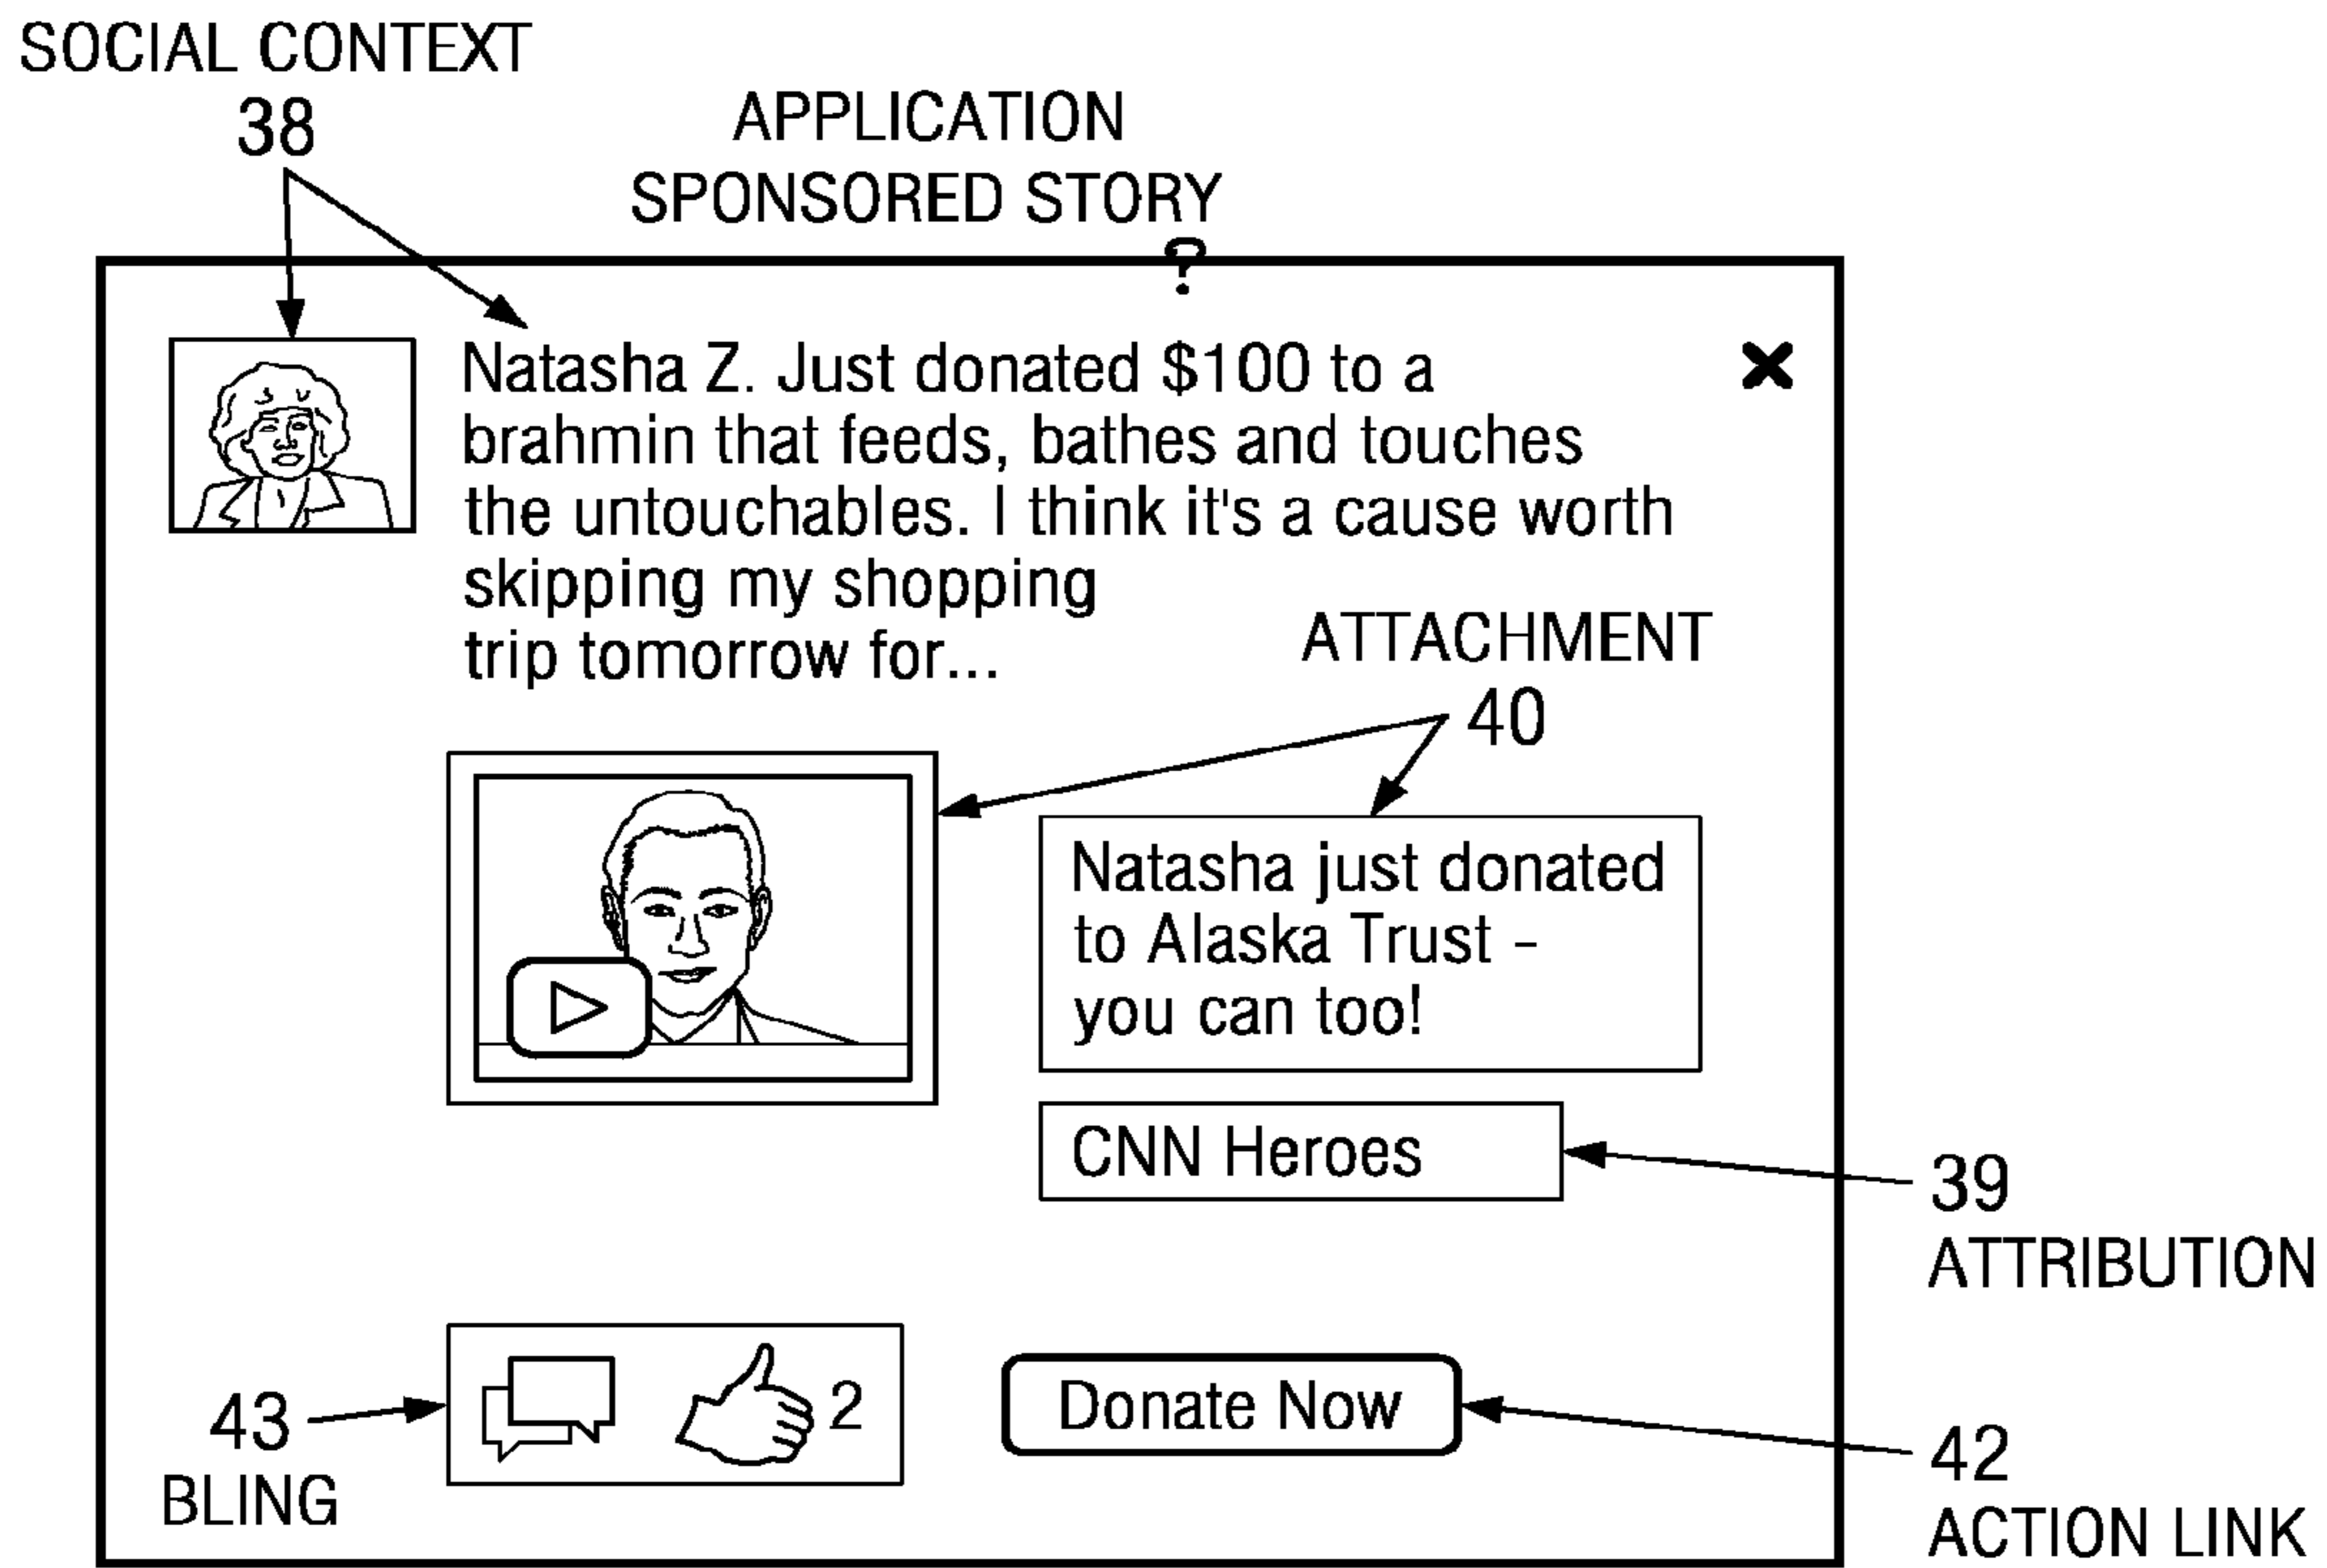 SOCIAL CONTEXT
38
APPLICATION
SPONSORED STORY
?
Natasha Z. Just donated $100 to a
brahmin that feeds, bathes and touches
the untouchables. I think it's a cause worth
skipping my shopping
trip tomorrow for...
ATTACHMENT
40
Natasha just donated
to Alaska Trust -
you can too!
CNN Heroes
39
ATTRIBUTION
43
BLING
2
Donate Now
42
ACTION LINK